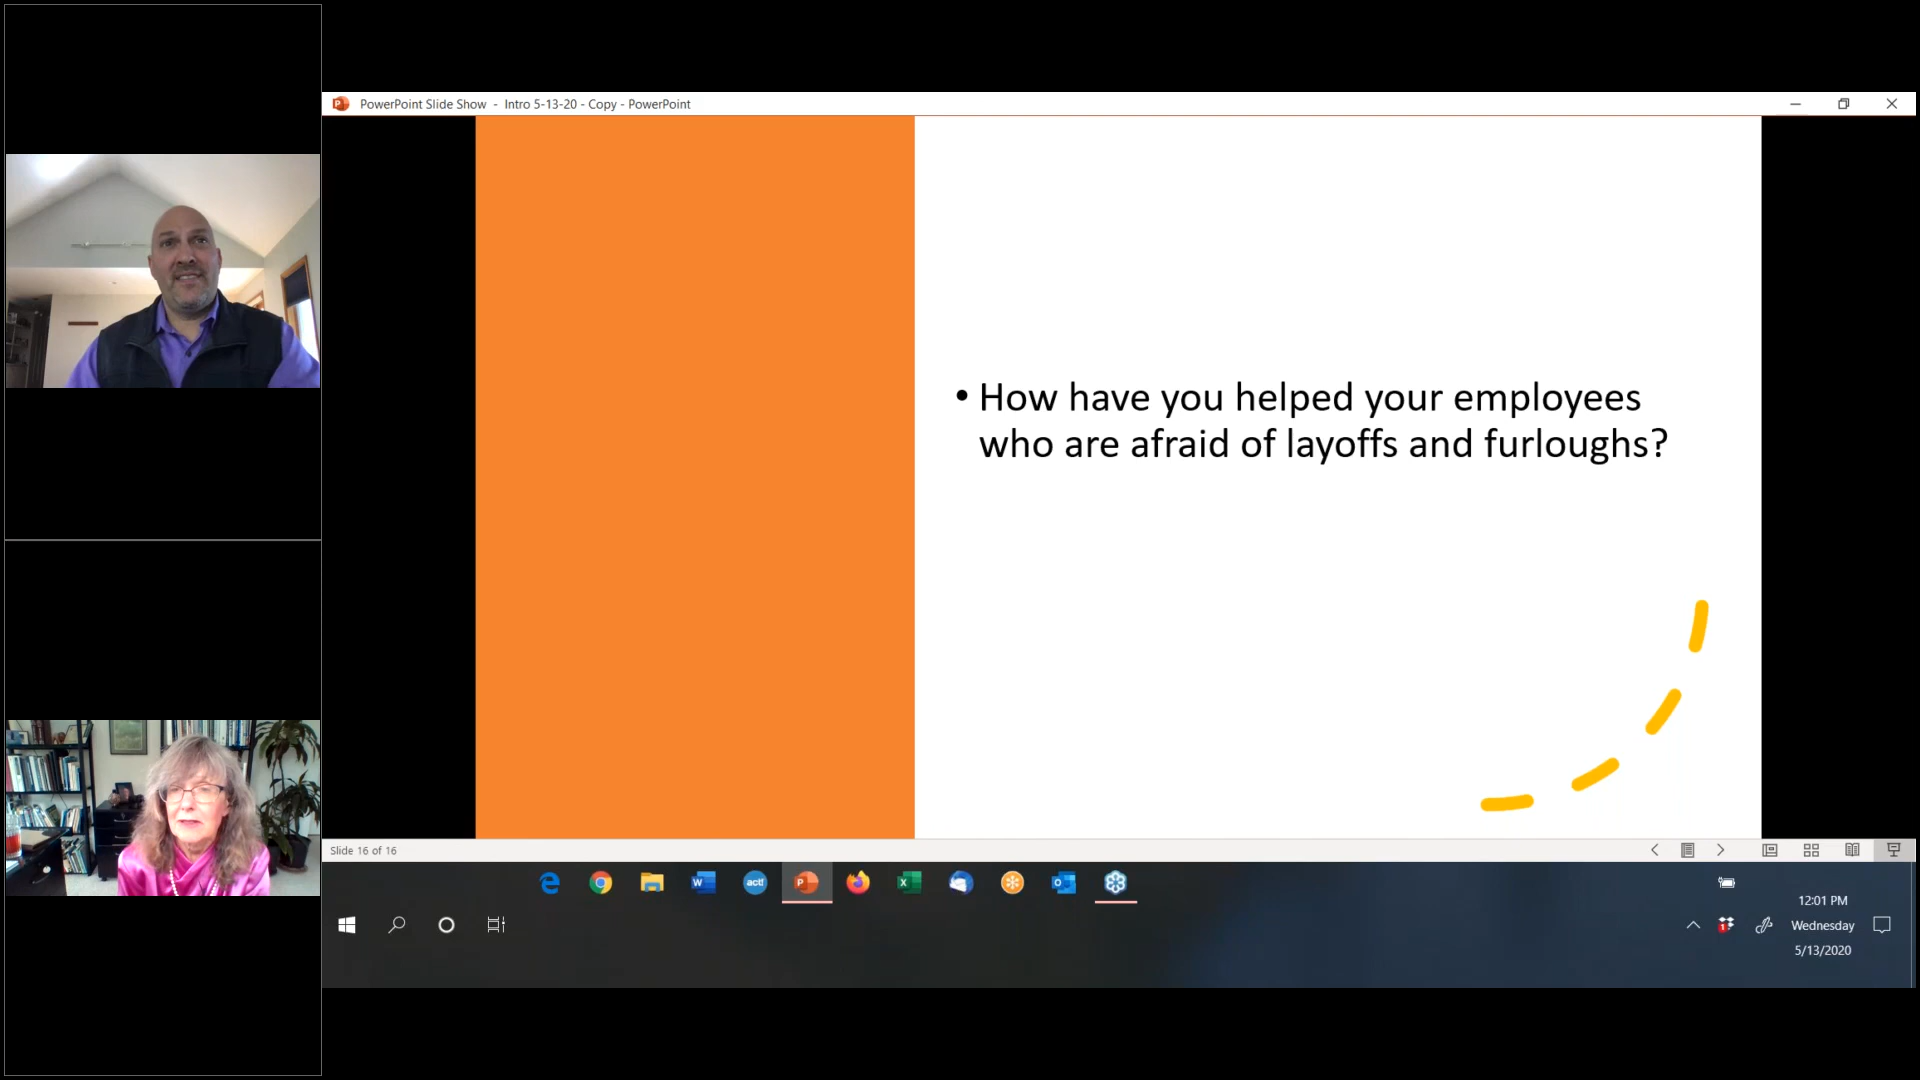 PowerPoint Slide Show - Intro 5-13-20 - Copy - PowerPoint
• How have you helped your employees
who are afraid of layoffs and furloughs?
Slide 16 of 16
act!
12:01 PM
Wednesday
5/13/2020